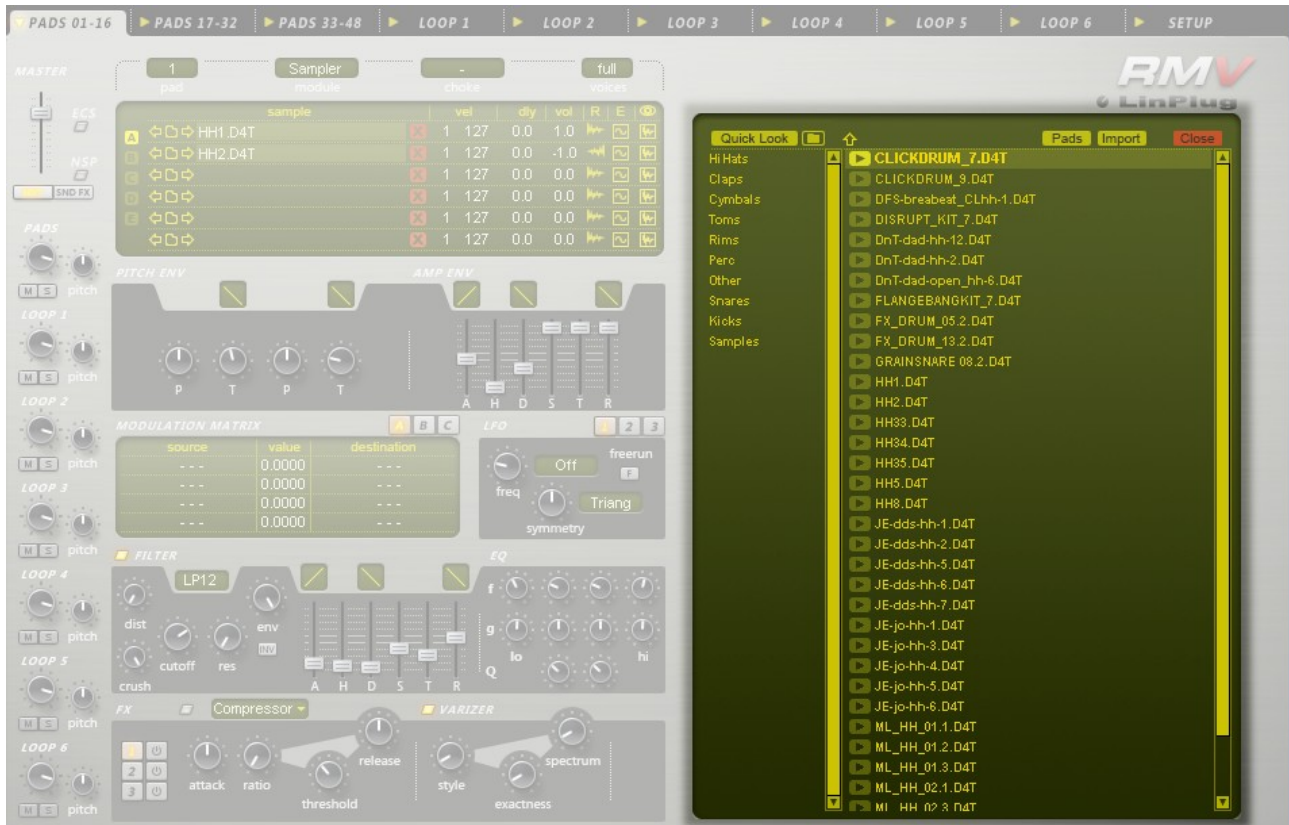 PADS 01-16 PADS 17-32 PADS 33-48 LOOP 1 LOOP 2 LOOP 3 LOOP 4 LOOP 5 LOOP 6 SETUP
MASTER
ECS
NSP
SND FX
PADS
M S pitch
LOOP 1
M S pitch
LOOP 2
M S pitch
LOOP 3
M S pitch
LOOP 4
M S pitch
LOOP 5
M S pitch
LOOP 6
M S pitch
1 Sampler - full
pad module choke voices
sample vel dly vol R E
A HH1.D4T X 1 127 0.0 1.0
B HH2.D4T X 1 127 0.0 -1.0
C X 1 127 0.0 0.0
D X 1 127 0.0 0.0
E X 1 127 0.0 0.0
X 1 127 0.0 0.0
PITCH ENV AMP ENV
P T P T A H D S T R
MODULATION MATRIX A B C LFO 1 2 3
source value destination
- - - 0.0000 - - -
- - - 0.0000 - - -
- - - 0.0000 - - -
- - - 0.0000 - - -
freerun
Off F
freq
Triang
symmetry
FILTER EQ
LP12
dist env
cutoff res INV
crush A H D S T R
f
g
lo hi
Q
FX Compressor VARIZER
1
2
3
attack ratio threshold release
style exactness spectrum
RMV
LinPlug
Quick Look Pads Import Close
HiHats
Claps
Cymbals
Toms
Rims
Perc
Other
Snares
Kicks
Samples
CLICKDRUM_7.D4T
CLICKDRUM_9.D4T
DFS-breabeat_CLhh-1.D4T
DISRUPT_KIT_7.D4T
DnT-dad-hh-12.D4T
DnT-dad-hh-2.D4T
DnT-dad-open_hh-6.D4T
FLANGEBANGKIT_7.D4T
FX_DRUM_05.2.D4T
FX_DRUM_13.2.D4T
GRAINSNARE 08.2.D4T
HH1.D4T
HH2.D4T
HH33.D4T
HH34.D4T
HH35.D4T
HH5.D4T
HH8.D4T
JE-dds-hh-1.D4T
JE-dds-hh-2.D4T
JE-dds-hh-5.D4T
JE-dds-hh-6.D4T
JE-dds-hh-7.D4T
JE-jo-hh-1.D4T
JE-jo-hh-3.D4T
JE-jo-hh-4.D4T
JE-jo-hh-5.D4T
JE-jo-hh-6.D4T
ML_HH_01.1.D4T
ML_HH_01.2.D4T
ML_HH_01.3.D4T
ML_HH_02.1.D4T
ML_HH_02.3.D4T